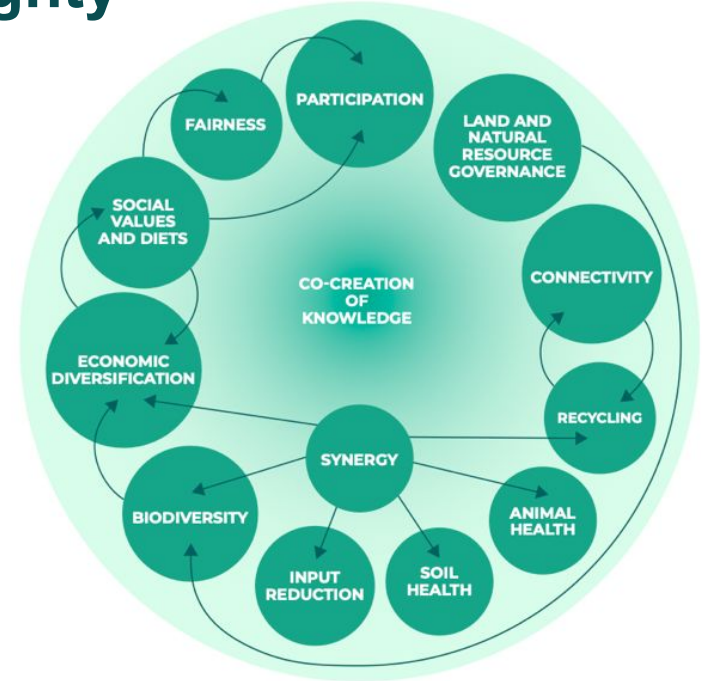 grity
PARTICIPATION
FAIRNESS
LAND AND
NATURAL
RESOURCE
GOVERNANCE
SOCIAL
VALUES
AND DIETS
CONNECTIVITY
CO-CREATION
OF
KNOWLEDGE
ECONOMIC
DIVERSIFICATION
RECYCLING
SYNERGY
BIODIVERSITY
ANIMAL
HEALTH
INPUT
REDUCTION
SOIL
HEALTH